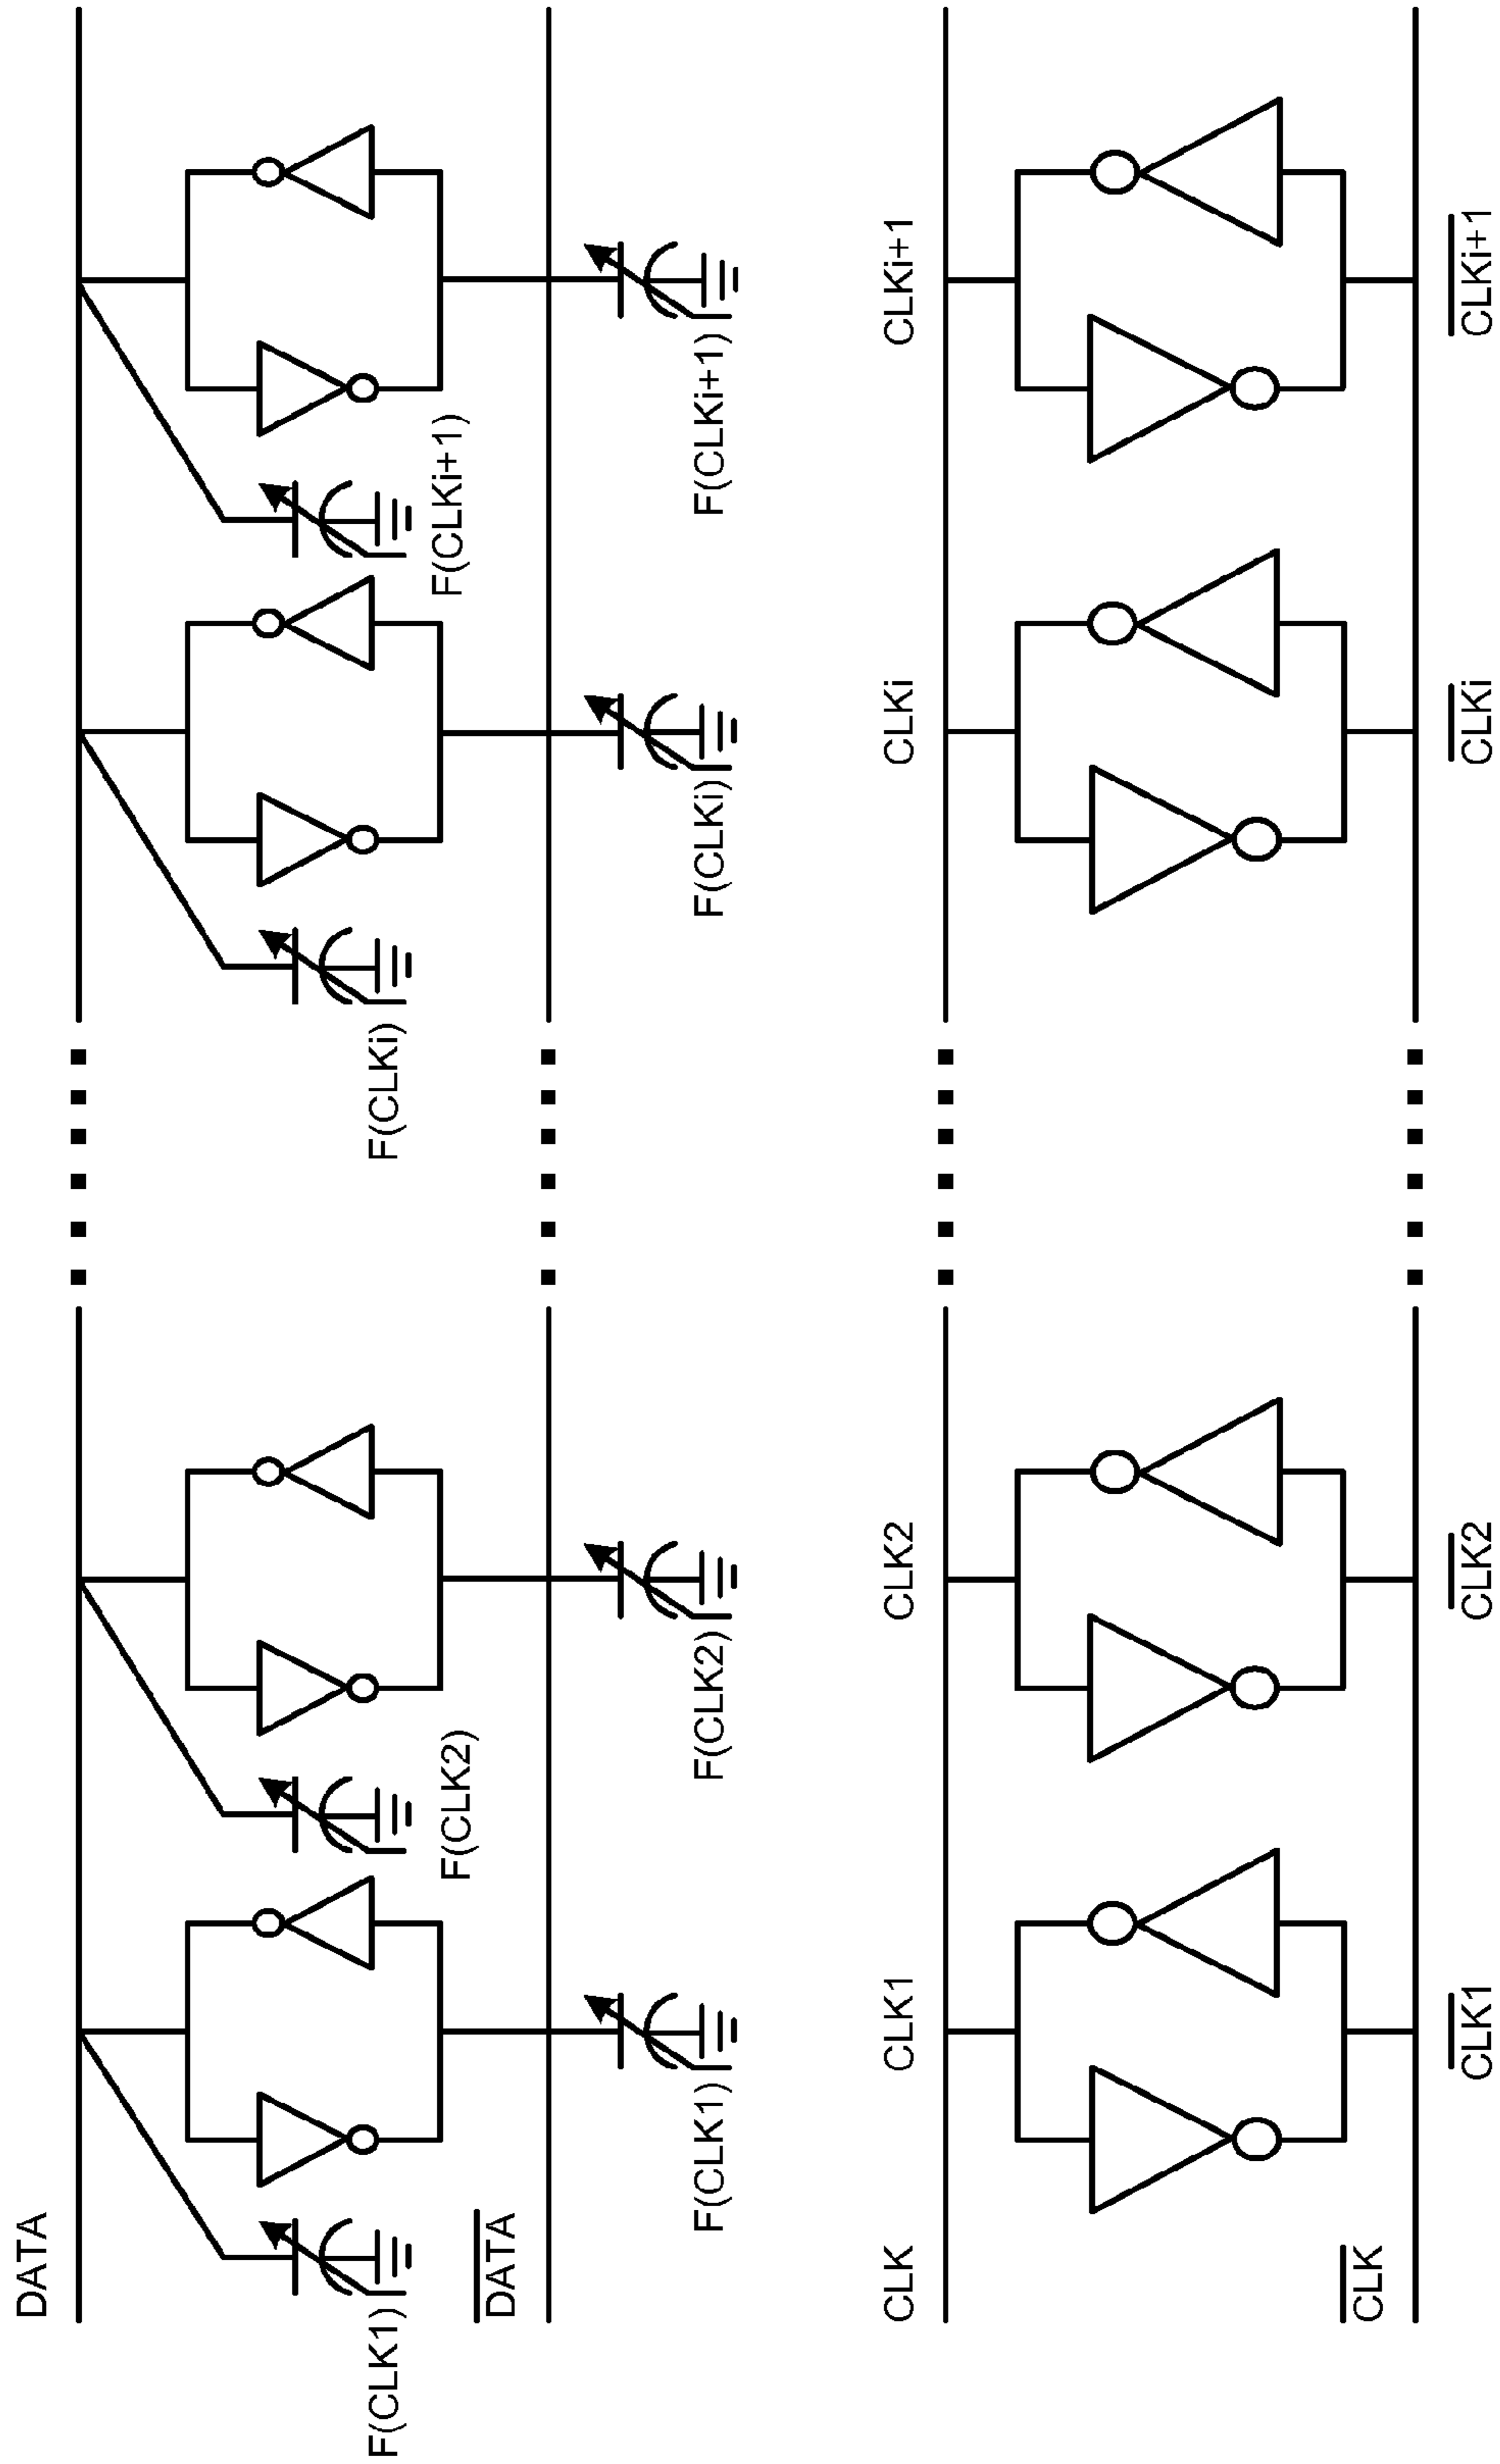 DATA
F(CLK1)
F(CLK2)
F(CLKi)
F(CLKi+1)
DATA
F(CLK1)
F(CLK2)
F(CLKi)
F(CLKi+1)
CLK
CLK1
CLK2
CLKi
CLKi+1
CLK
CLK1
CLK2
CLKi
CLKi+1